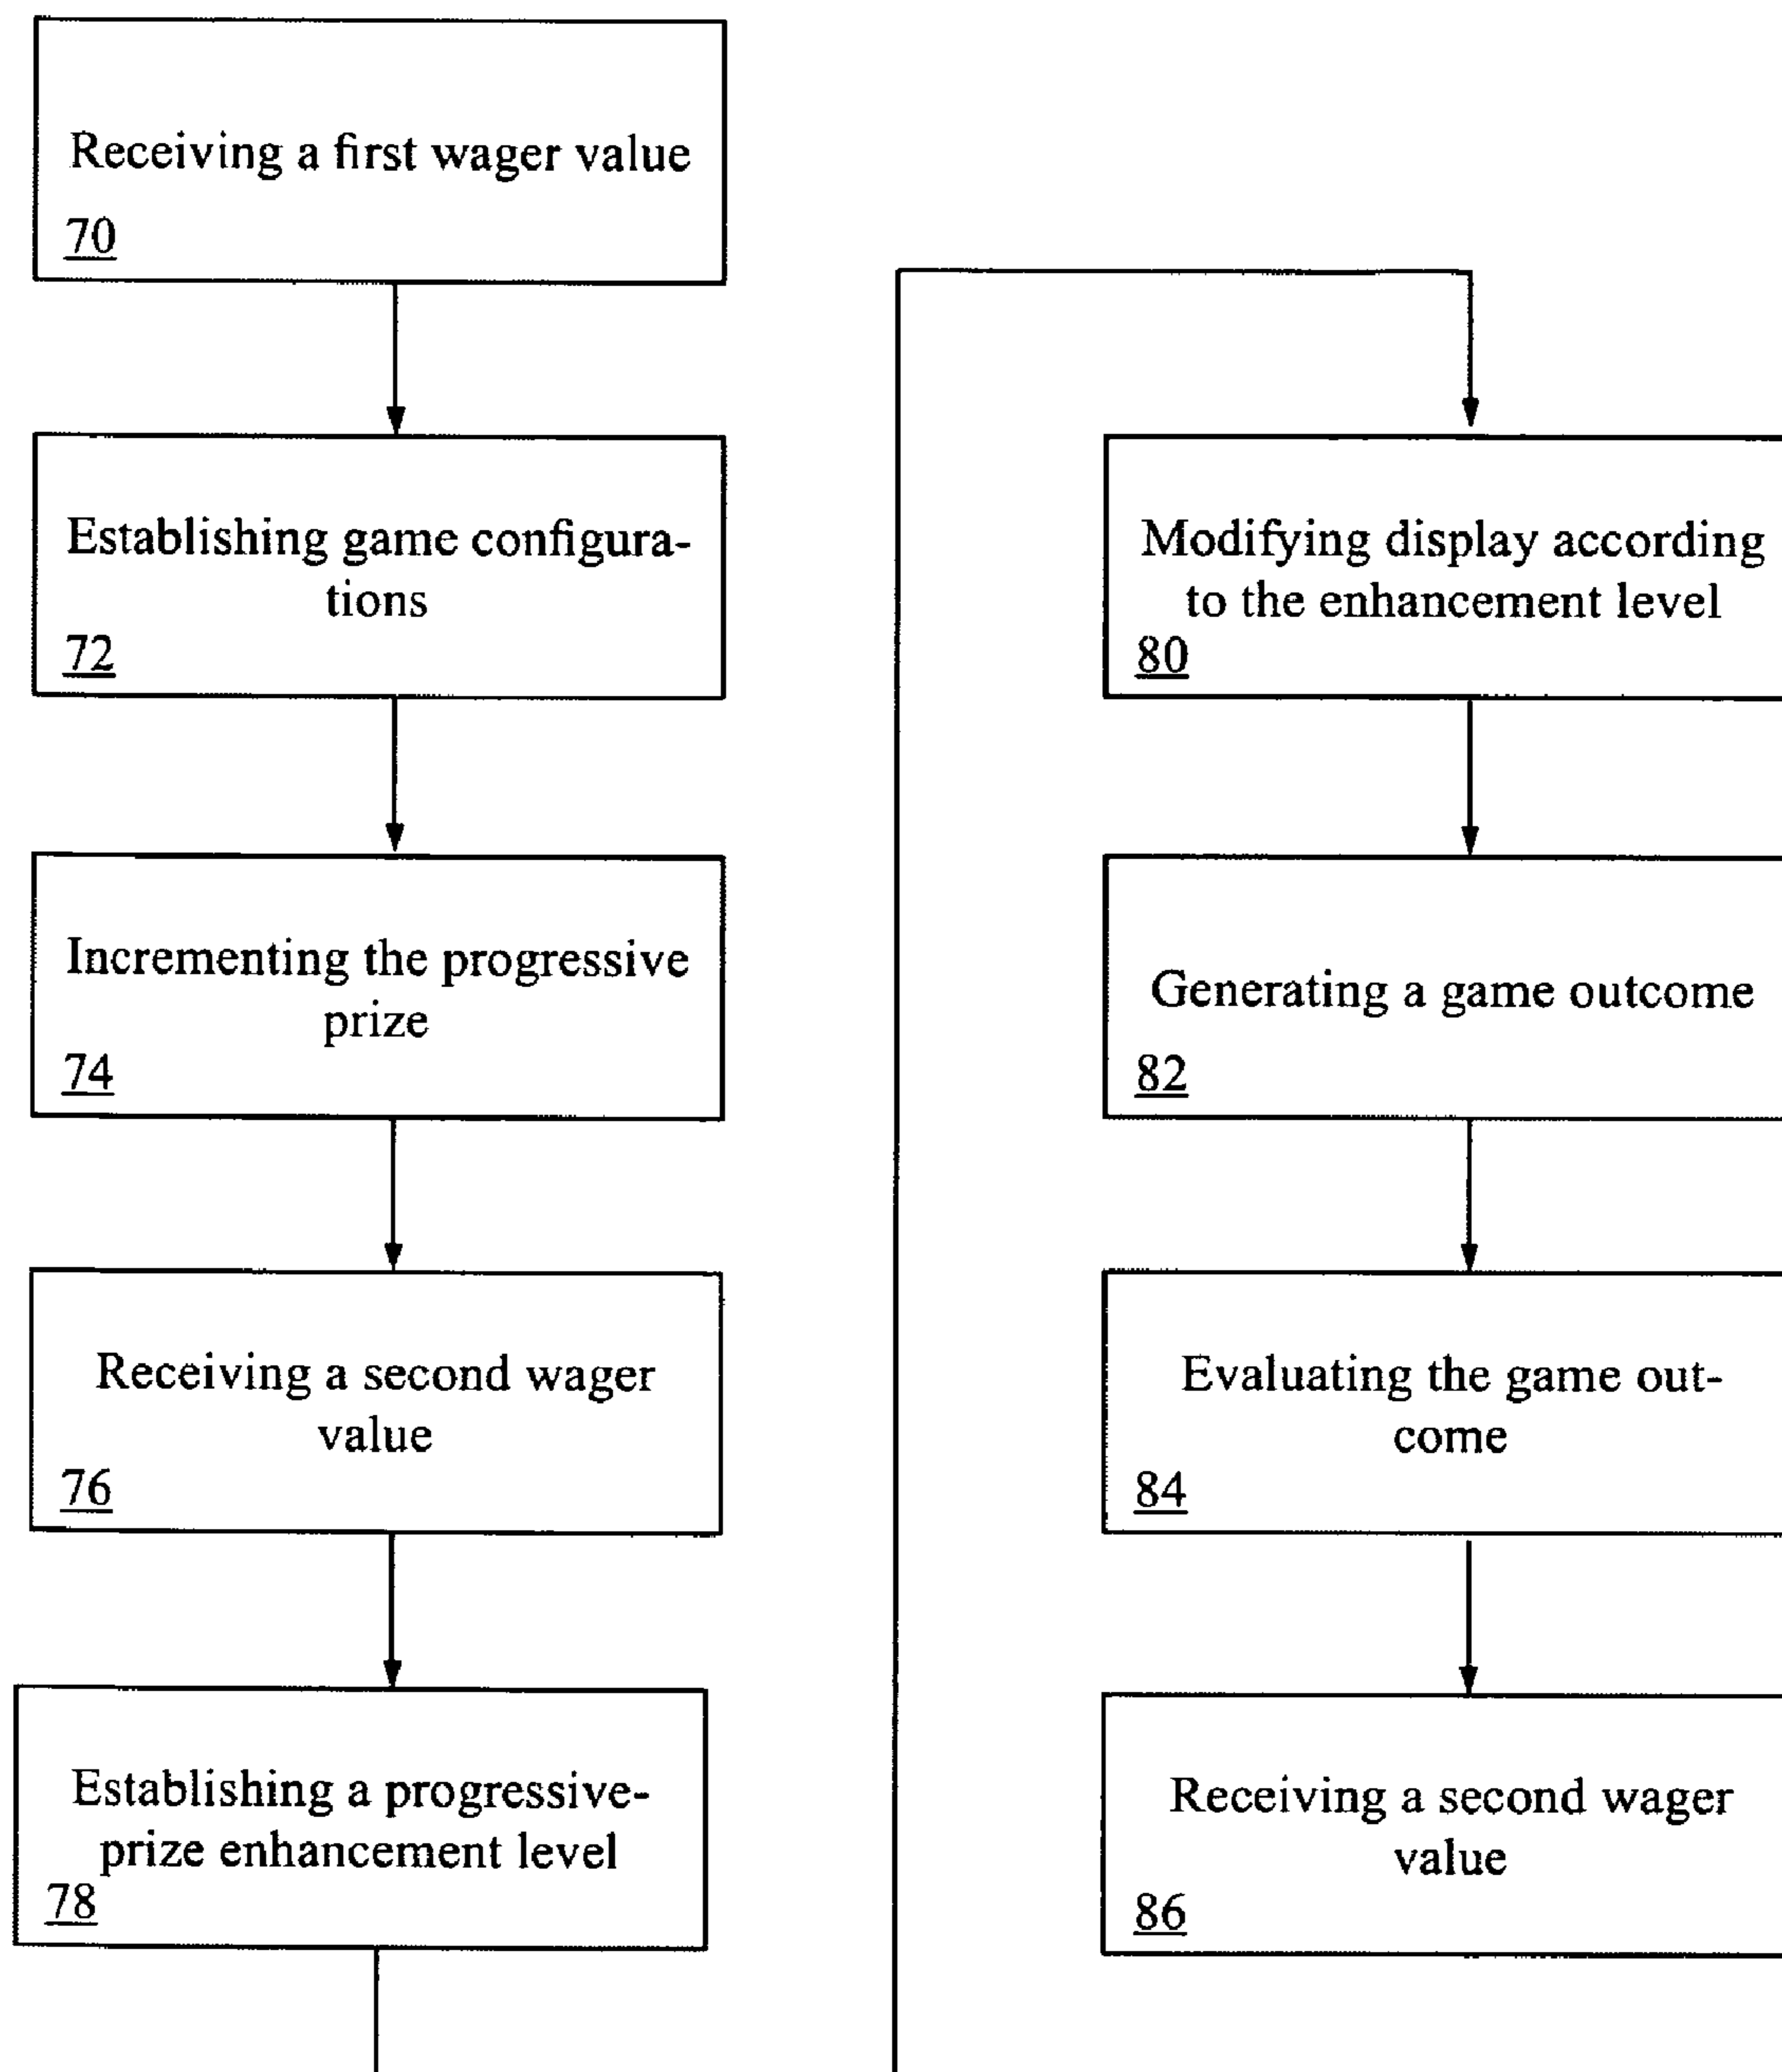 Receiving a first wager value
70
Establishing game configura-
tions
72
Incrementing the progressive
prize
74
Receiving a second wager
value
76
Establishing a progressive-
prize enhancement level
78
Modifying display according
to the enhancement level
80
Generating a game outcome
82
Evaluating the game out-
come
84
Receiving a second wager
value
86